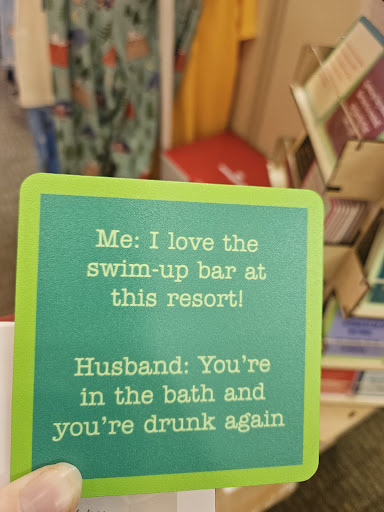 Me: I love the
swim-up bar at
this resort!
Husband: You're
in the bath and
you're drunk again